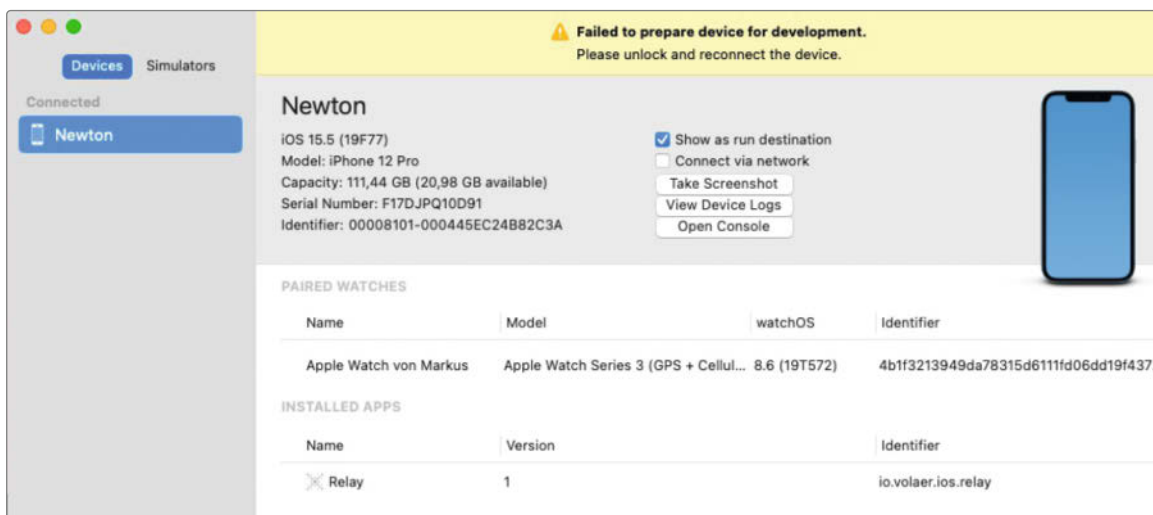 Failed to prepare device for development.
Please unlock and reconnect the device.
Devices Simulators
Connected
Newton
Newton
iOS 15.5 (19F77)
Model: iPhone 12 Pro
Capacity: 111,44 GB (20,98 GB available)
Serial Number: F17DJPQ10D91
Identifier: 00008101-000445EC24B82C3A
Show as run destination
Connect via network
Take Screenshot
View Device Logs
Open Console
PAIRED WATCHES
Name Model watchOS Identifier
Apple Watch von Markus Apple Watch Series 3 (GPS + Cellul... 8.6 (19T572) 4b1f3213949da78315d6111fd06dd19f437
INSTALLED APPS
Name Version Identifier
Relay 1 io.volaer.ios.relay